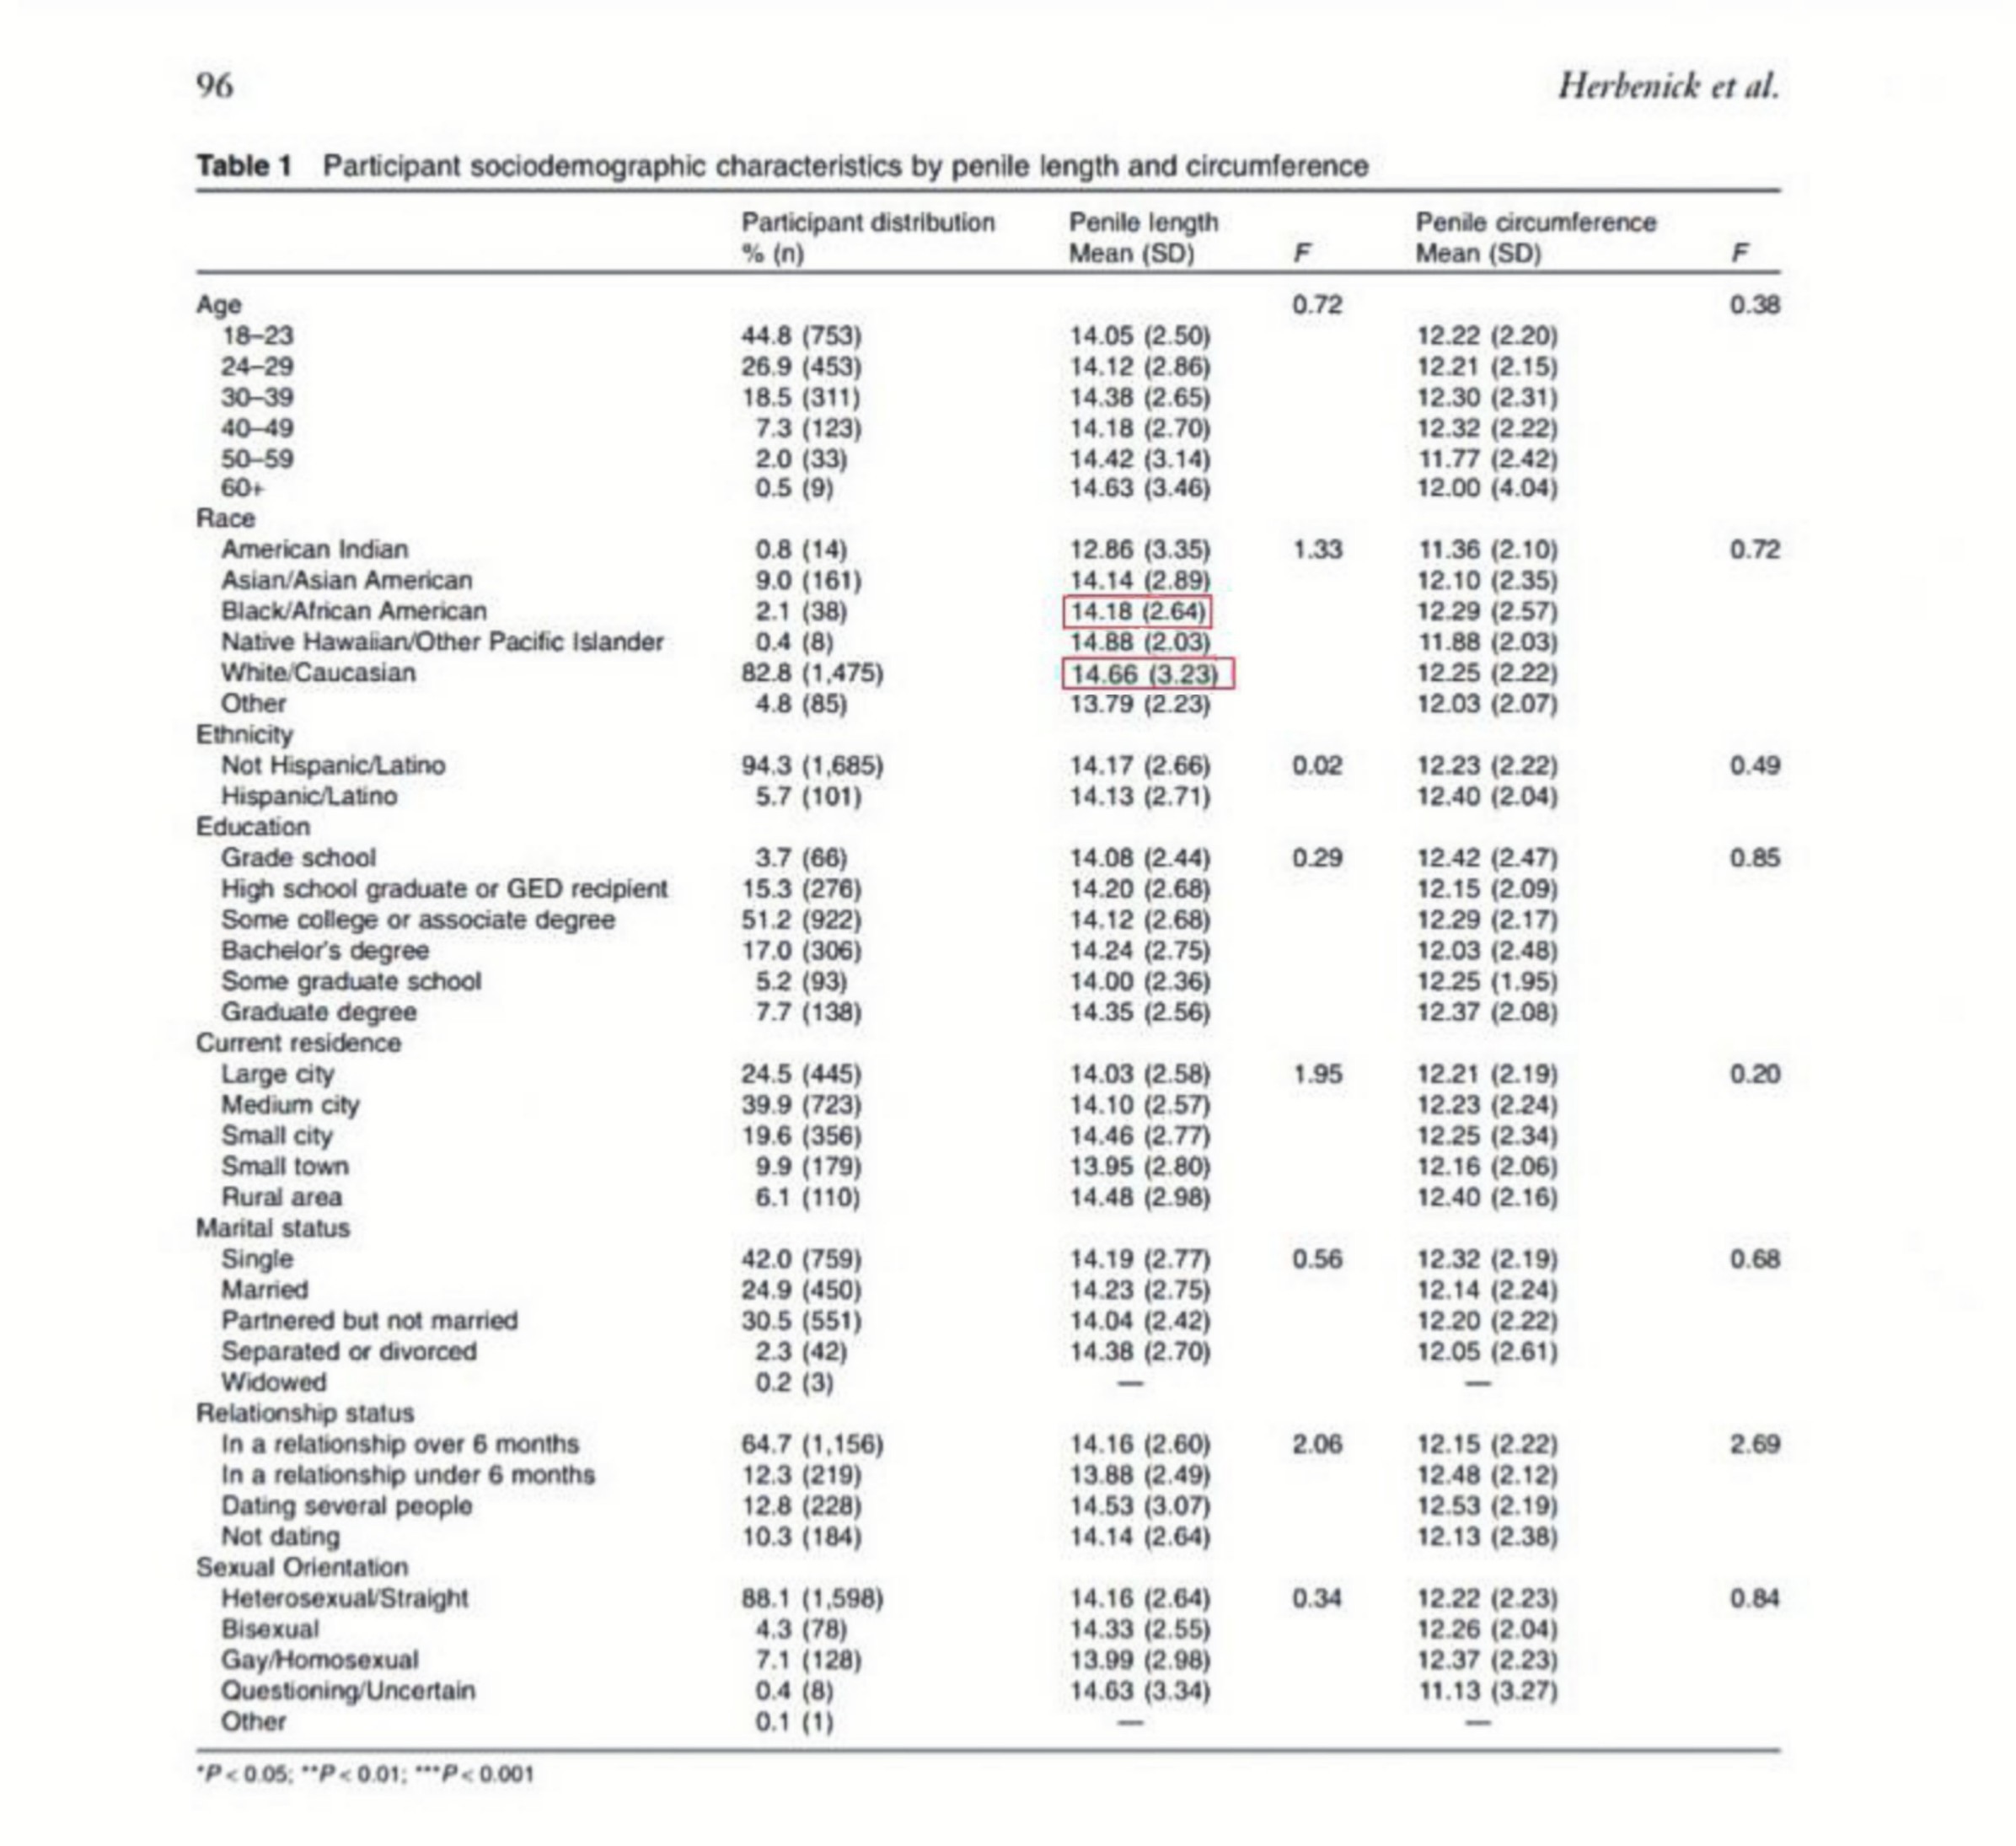 96 Herbenick et al.
Table 1 Participant sociodemographic characteristics by penile length and circumference
Participant distribution Penile length Penile circumference
% (n) Mean (SD) F Mean (SD) F
Age 0.72 0.38
18–23 44.8 (753) 14.05 (2.50) 12.22 (2.20)
24–29 26.9 (453) 14.12 (2.86) 12.21 (2.15)
30–39 18.5 (311) 14.38 (2.65) 12.30 (2.31)
40–49 7.3 (123) 14.18 (2.70) 12.32 (2.22)
50–59 2.0 (33) 14.42 (3.14) 11.77 (2.42)
60+ 0.5 (9) 14.63 (3.46) 12.00 (4.04)
Race
American Indian 0.8 (14) 12.86 (3.35) 1.33 11.36 (2.10) 0.72
Asian/Asian American 9.0 (161) 14.14 (2.89) 12.10 (2.35)
Black/African American 2.1 (38) 14.18 (2.64) 12.29 (2.57)
Native Hawaiian/Other Pacific Islander 0.4 (8) 14.88 (2.03) 11.88 (2.03)
White/Caucasian 82.8 (1,475) 14.66 (3.23) 12.25 (2.22)
Other 4.8 (85) 13.79 (2.23) 12.03 (2.07)
Ethnicity
Not Hispanic/Latino 94.3 (1,685) 14.17 (2.66) 0.02 12.23 (2.22) 0.49
Hispanic/Latino 5.7 (101) 14.13 (2.71) 12.40 (2.04)
Education
Grade school 3.7 (66) 14.08 (2.44) 0.29 12.42 (2.47) 0.85
High school graduate or GED recipient 15.3 (276) 14.20 (2.68) 12.15 (2.09)
Some college or associate degree 51.2 (922) 14.12 (2.68) 12.29 (2.17)
Bachelor's degree 17.0 (306) 14.24 (2.75) 12.03 (2.48)
Some graduate school 5.2 (93) 14.00 (2.36) 12.25 (1.95)
Graduate degree 7.7 (138) 14.35 (2.56) 12.37 (2.08)
Current residence
Large city 24.5 (445) 14.03 (2.58) 1.95 12.21 (2.19) 0.20
Medium city 39.9 (723) 14.10 (2.57) 12.23 (2.24)
Small city 19.6 (356) 14.46 (2.77) 12.25 (2.34)
Small town 9.9 (179) 13.95 (2.80) 12.16 (2.06)
Rural area 6.1 (110) 14.48 (2.98) 12.40 (2.16)
Marital status
Single 42.0 (759) 14.19 (2.77) 0.56 12.32 (2.19) 0.68
Married 24.9 (450) 14.23 (2.75) 12.14 (2.24)
Partnered but not married 30.5 (551) 14.04 (2.42) 12.20 (2.22)
Separated or divorced 2.3 (42) 14.38 (2.70) 12.05 (2.61)
Widowed 0.2 (3) — —
Relationship status
In a relationship over 6 months 64.7 (1,156) 14.16 (2.60) 2.06 12.15 (2.22) 2.69
In a relationship under 6 months 12.3 (219) 13.88 (2.49) 12.48 (2.12)
Dating several people 12.8 (228) 14.53 (3.07) 12.53 (2.19)
Not dating 10.3 (184) 14.14 (2.64) 12.13 (2.38)
Sexual Orientation
Heterosexual/Straight 88.1 (1,598) 14.16 (2.64) 0.34 12.22 (2.23) 0.84
Bisexual 4.3 (78) 14.33 (2.55) 12.26 (2.04)
Gay/Homosexual 7.1 (128) 13.99 (2.98) 12.37 (2.23)
Questioning/Uncertain 0.4 (8) 14.63 (3.34) 11.13 (3.27)
Other 0.1 (1) — —
*P < 0.05; **P < 0.01; ***P < 0.001